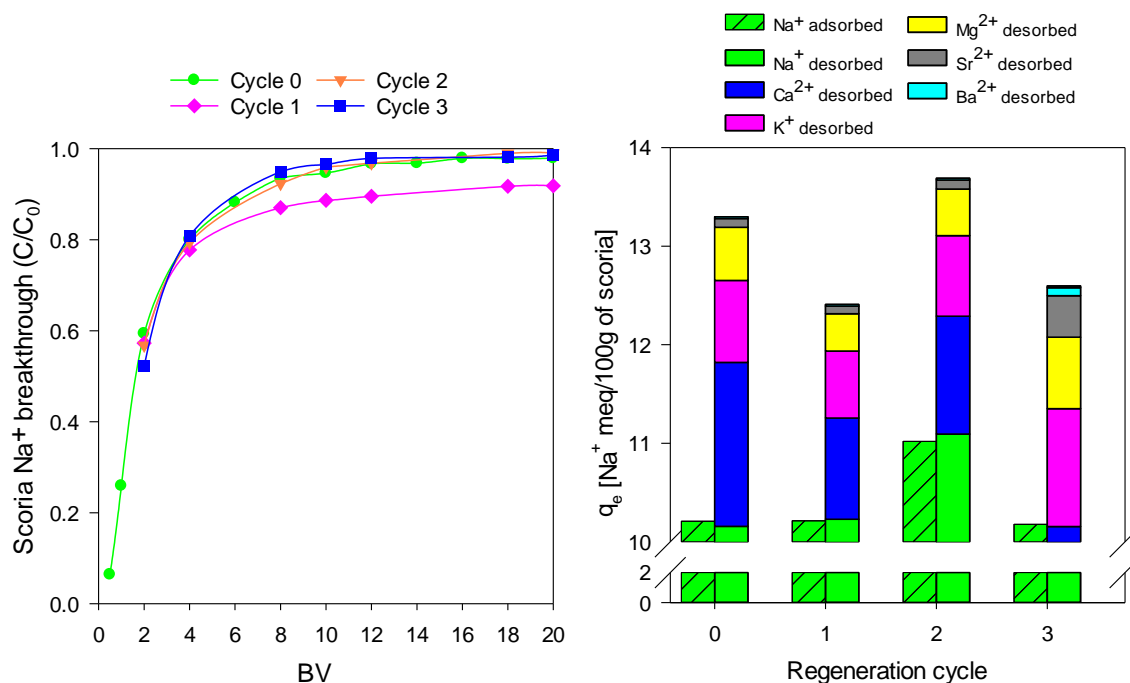 Cycle 0
Cycle 2
Cycle 1
Cycle 3
Scoria Na+ breakthrough (C/C0)
1.0
0.8
0.6
0.4
0.2
0.0
0 2 4 6 8 10 12 14 16 18 20
BV
Na+ adsorbed
Mg2+ desorbed
Na+ desorbed
Sr2+ desorbed
Ca2+ desorbed
Ba2+ desorbed
K+ desorbed
qe [Na+ meq/100g of scoria]
14
13
12
11
10
2
0
0 1 2 3
Regeneration cycle